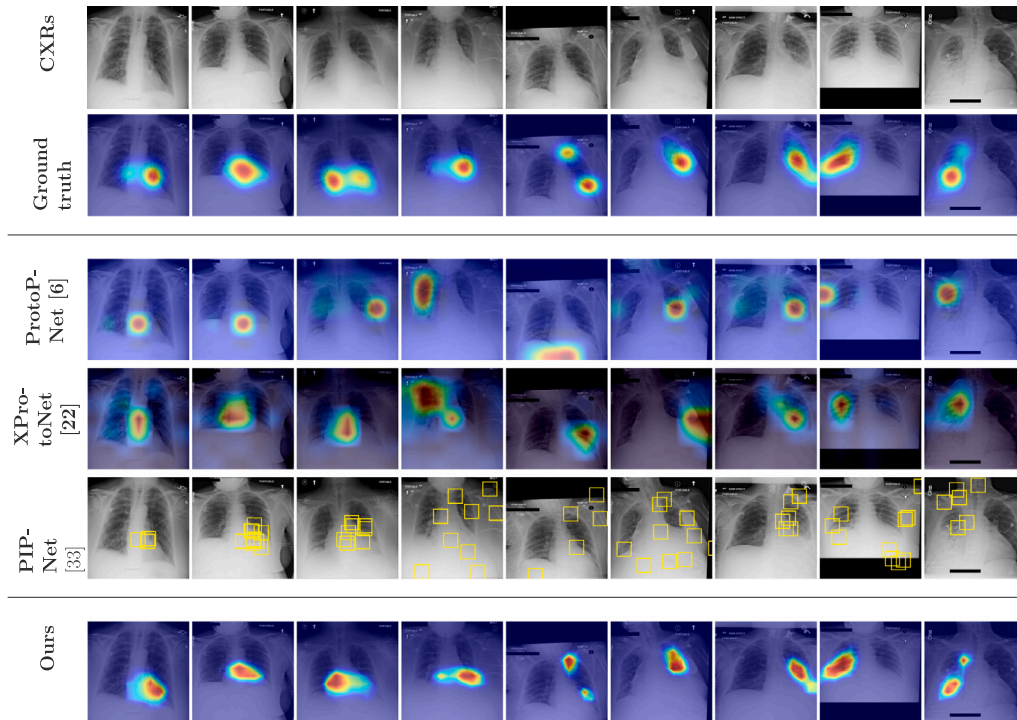 CXRs
Ground
truth
ProtoP-
Net [6]
XPro-
toNet
[22]
PIP-
Net
[33]
Ours